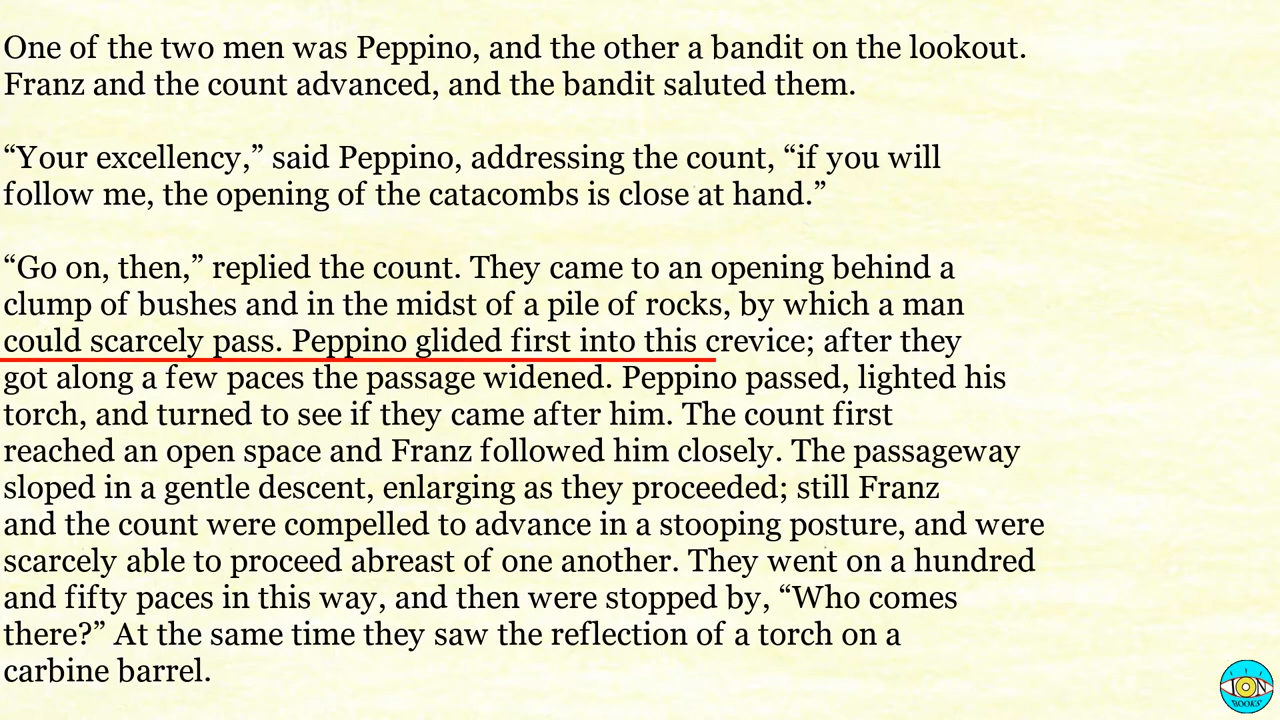 One of the two men was Peppino, and the other a bandit on the lookout.
Franz and the count advanced, and the bandit saluted them.
“Your excellency,” said Peppino, addressing the count, “if you will
follow me, the opening of the catacombs is close at hand.”
“Go on, then,” replied the count. They came to an opening behind a
clump of bushes and in the midst of a pile of rocks, by which a man
could scarcely pass. Peppino glided first into this crevice; after they
got along a few paces the passage widened. Peppino passed, lighted his
torch, and turned to see if they came after him. The count first
reached an open space and Franz followed him closely. The passageway
sloped in a gentle descent, enlarging as they proceeded; still Franz
and the count were compelled to advance in a stooping posture, and were
scarcely able to proceed abreast of one another. They went on a hundred
and fifty paces in this way, and then were stopped by, “Who comes
there?” At the same time they saw the reflection of a torch on a
carbine barrel.
ION
BOOKS